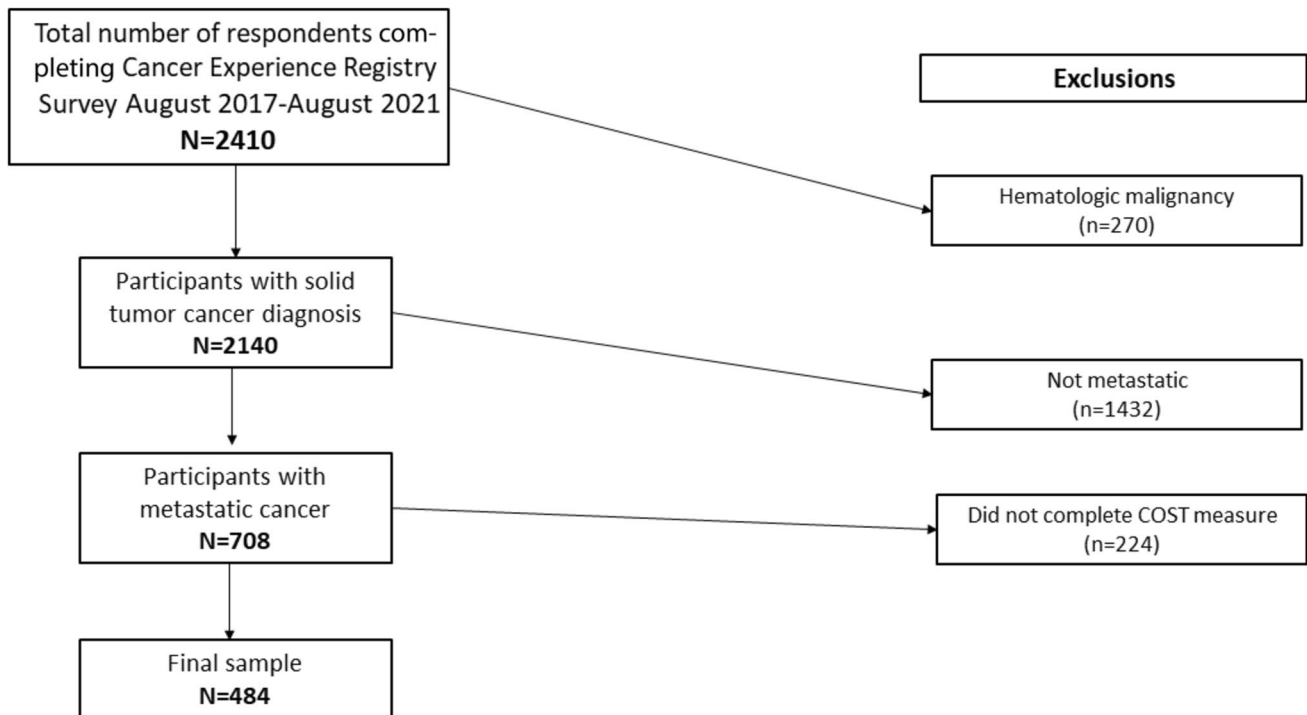 Total number of respondents com-
pleting Cancer Experience Registry
Survey August 2017-August 2021
N=2410
Exclusions
Hematologic malignancy
(n=270)
Participants with solid
tumor cancer diagnosis
N=2140
Not metastatic
(n=1432)
Participants with
metastatic cancer
N=708
Did not complete COST measure
(n=224)
Final sample
N=484